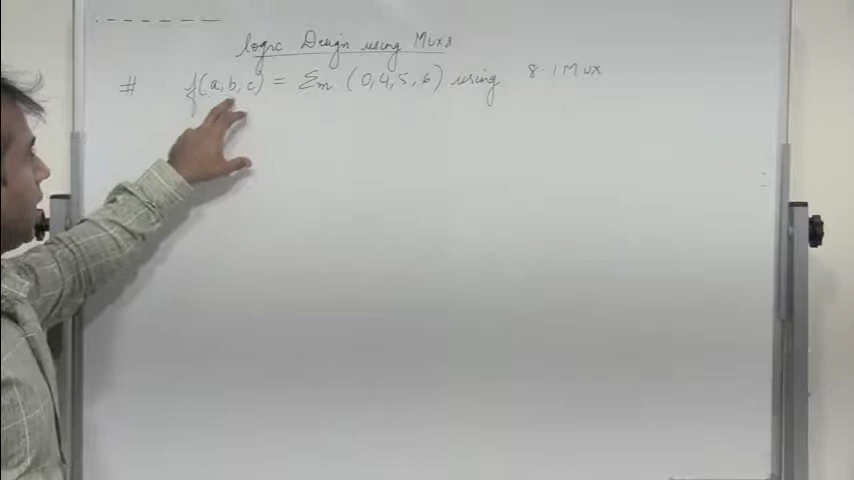 logic Design using Muxs
# f(a,b,c) = Σm (0,4,5,6) using 8:1 Mux